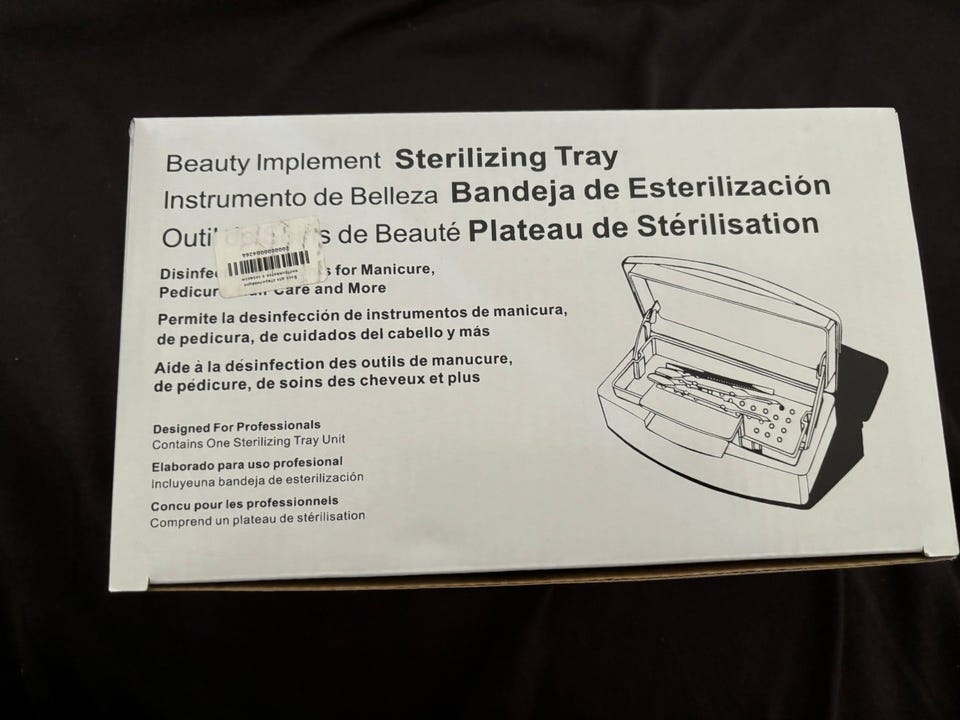 Beauty Implement Sterilizing Tray
Instrumento de Belleza Bandeja de Esterilización
Outi s de Beauté Plateau de Stérilisation
Disinfe s for Manicure,
Pedicur Care and More
Permite la desinfección de instrumentos de manicura,
de pedicura, de cuidados del cabello y más
Aide à la désinfection des outils de manucure,
de pédicure, de soins des cheveux et plus
Designed For Professionals
Contains One Sterilizing Tray Unit
Elaborado para uso profesional
Incluyeuna bandeja de esterilización
Concu pour les professionnels
Comprend un plateau de stérilisation